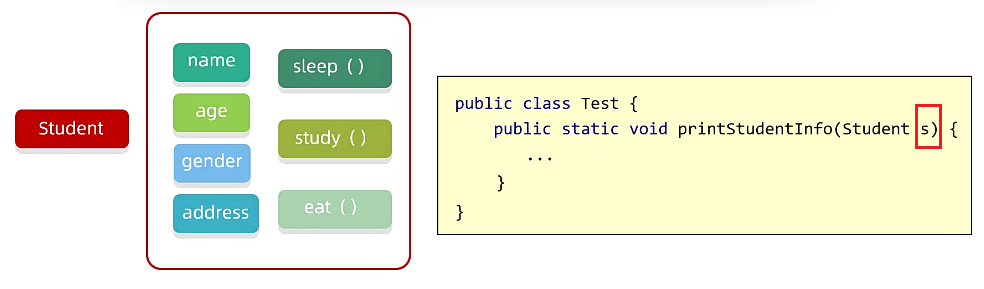 Student
name
age
gender
address
sleep ()
study ()
eat ()
public class Test {
public static void printStudentInfo(Student s) {
...
}
}